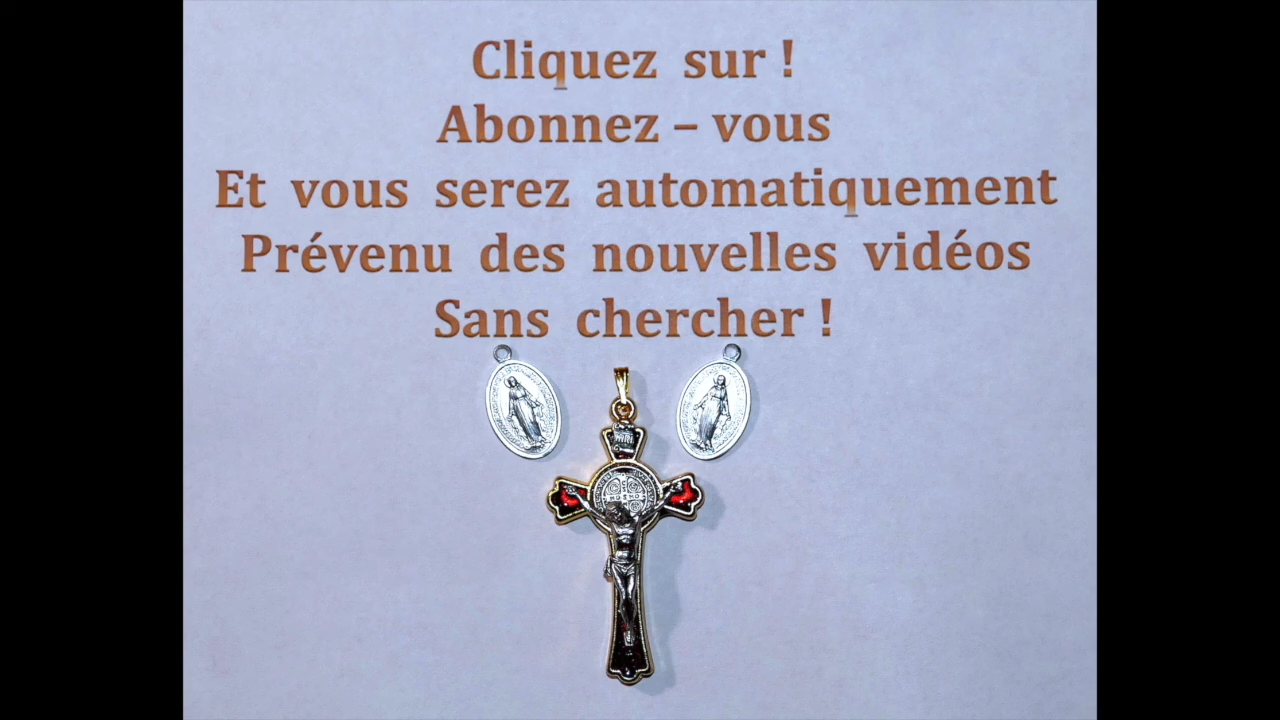 Cliquez sur !
Abonnez – vous
Et vous serez automatiquement
Prévenu des nouvelles vidéos
Sans chercher !